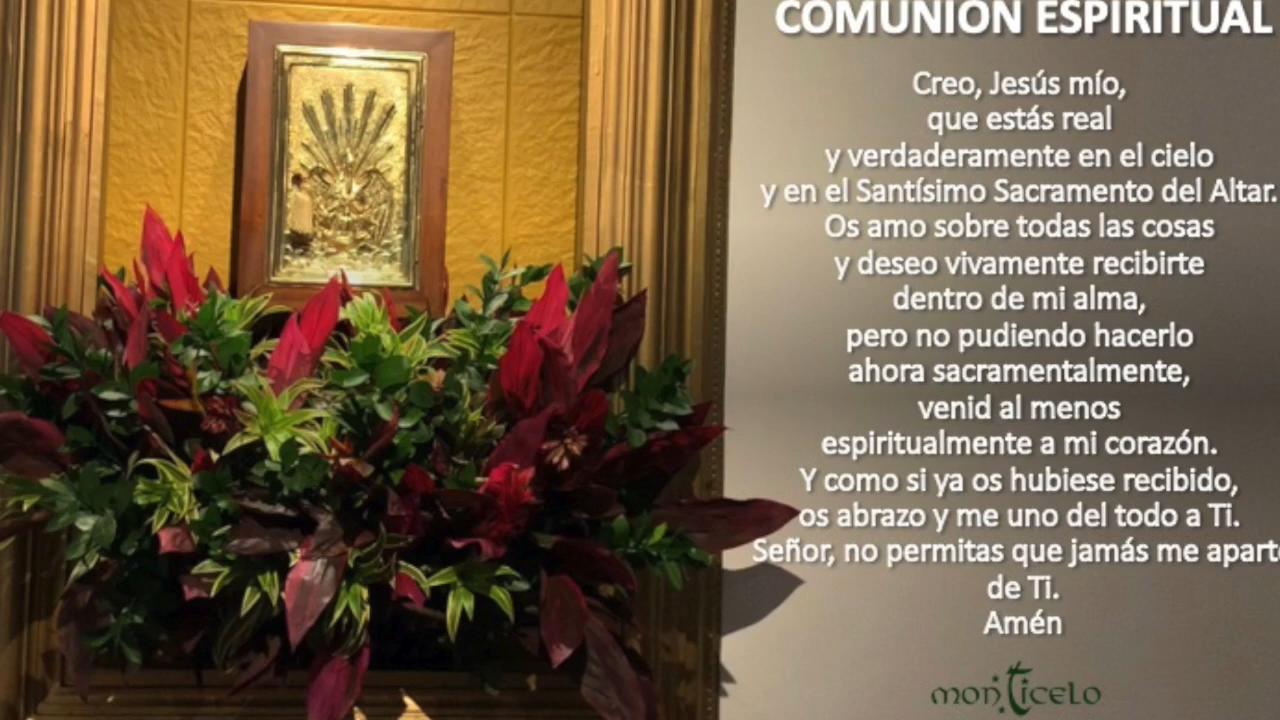 COMUNIÓN ESPIRITUAL
Creo, Jesús mío,
que estás real
y verdaderamente en el cielo
y en el Santísimo Sacramento del Altar.
Os amo sobre todas las cosas
y deseo vivamente recibirte
dentro de mi alma,
pero no pudiendo hacerlo
ahora sacramentalmente,
venid al menos
espiritualmente a mi corazón.
Y como si ya os hubiese recibido,
os abrazo y me uno del todo a Ti.
Señor, no permitas que jamás me aparte
de Ti.
Amén
monticelo